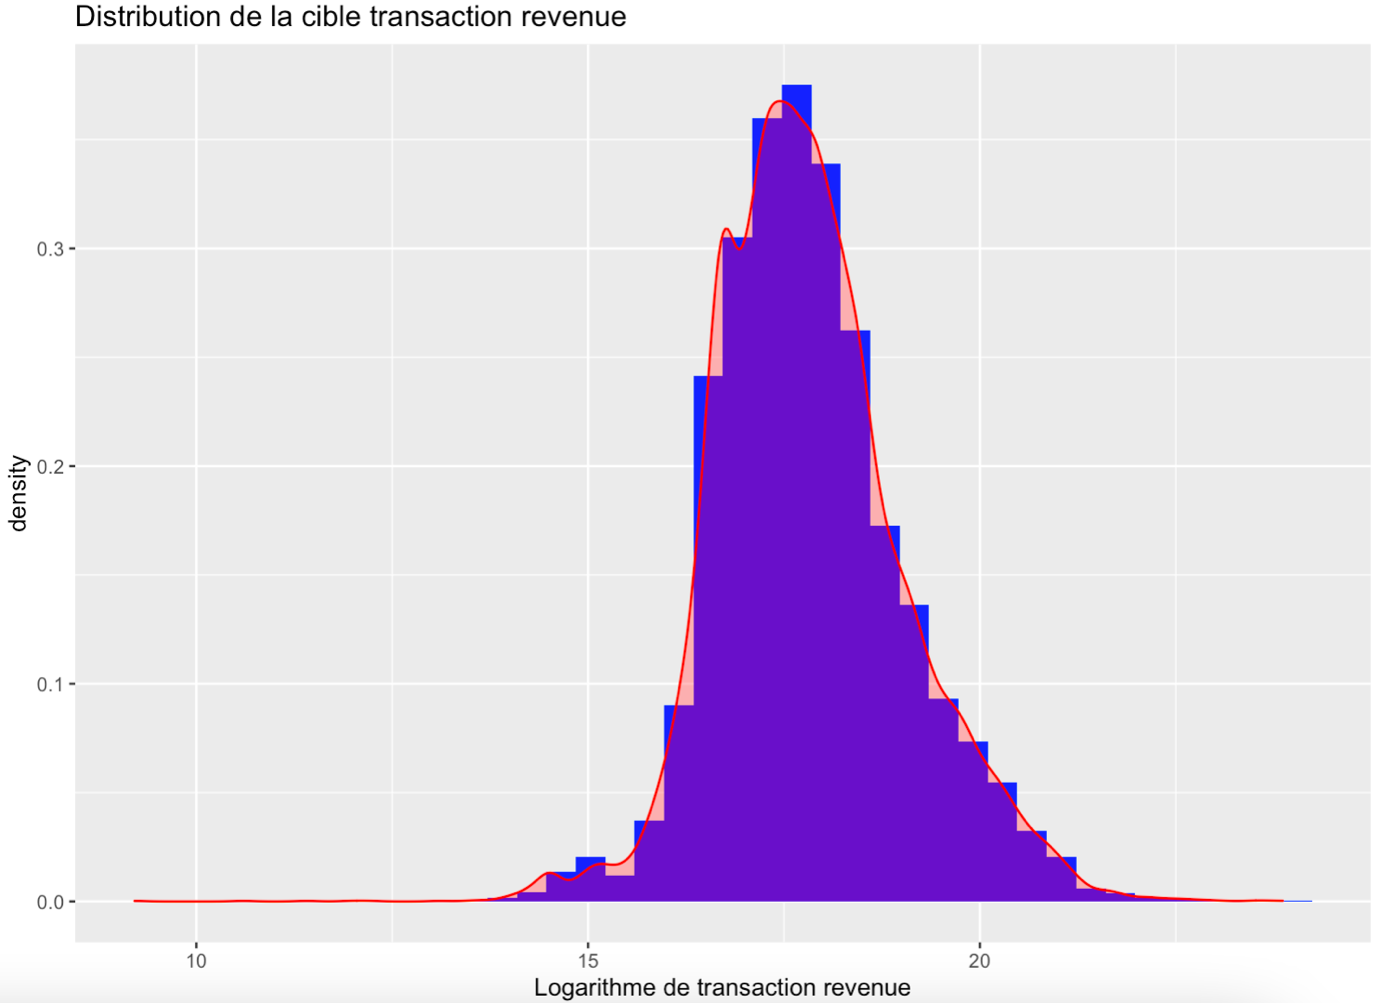 Distribution de la cible transaction revenue
density
0.3
0.2
0.1
0.0
10 15 20
Logarithme de transaction revenue